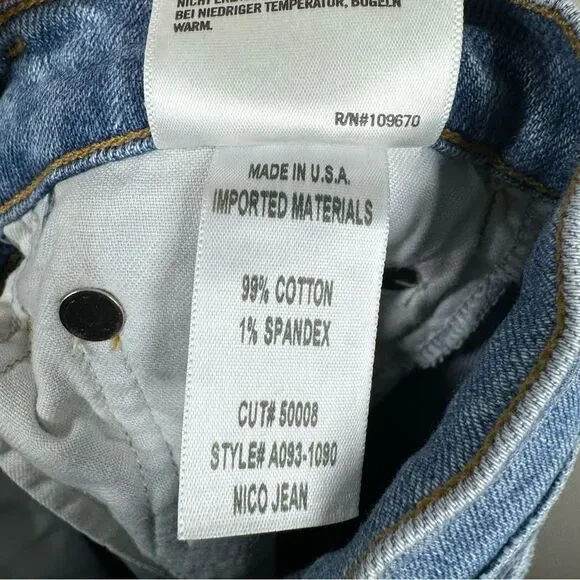 BEI NIEDRIGER TEMPERATUR, BÜGELN
WARM.
R/N#109670
MADE IN U.S.A.
IMPORTED MATERIALS
99% COTTON
1% SPANDEX
CUT# 50008
STYLE# A093-1090
NICO JEAN